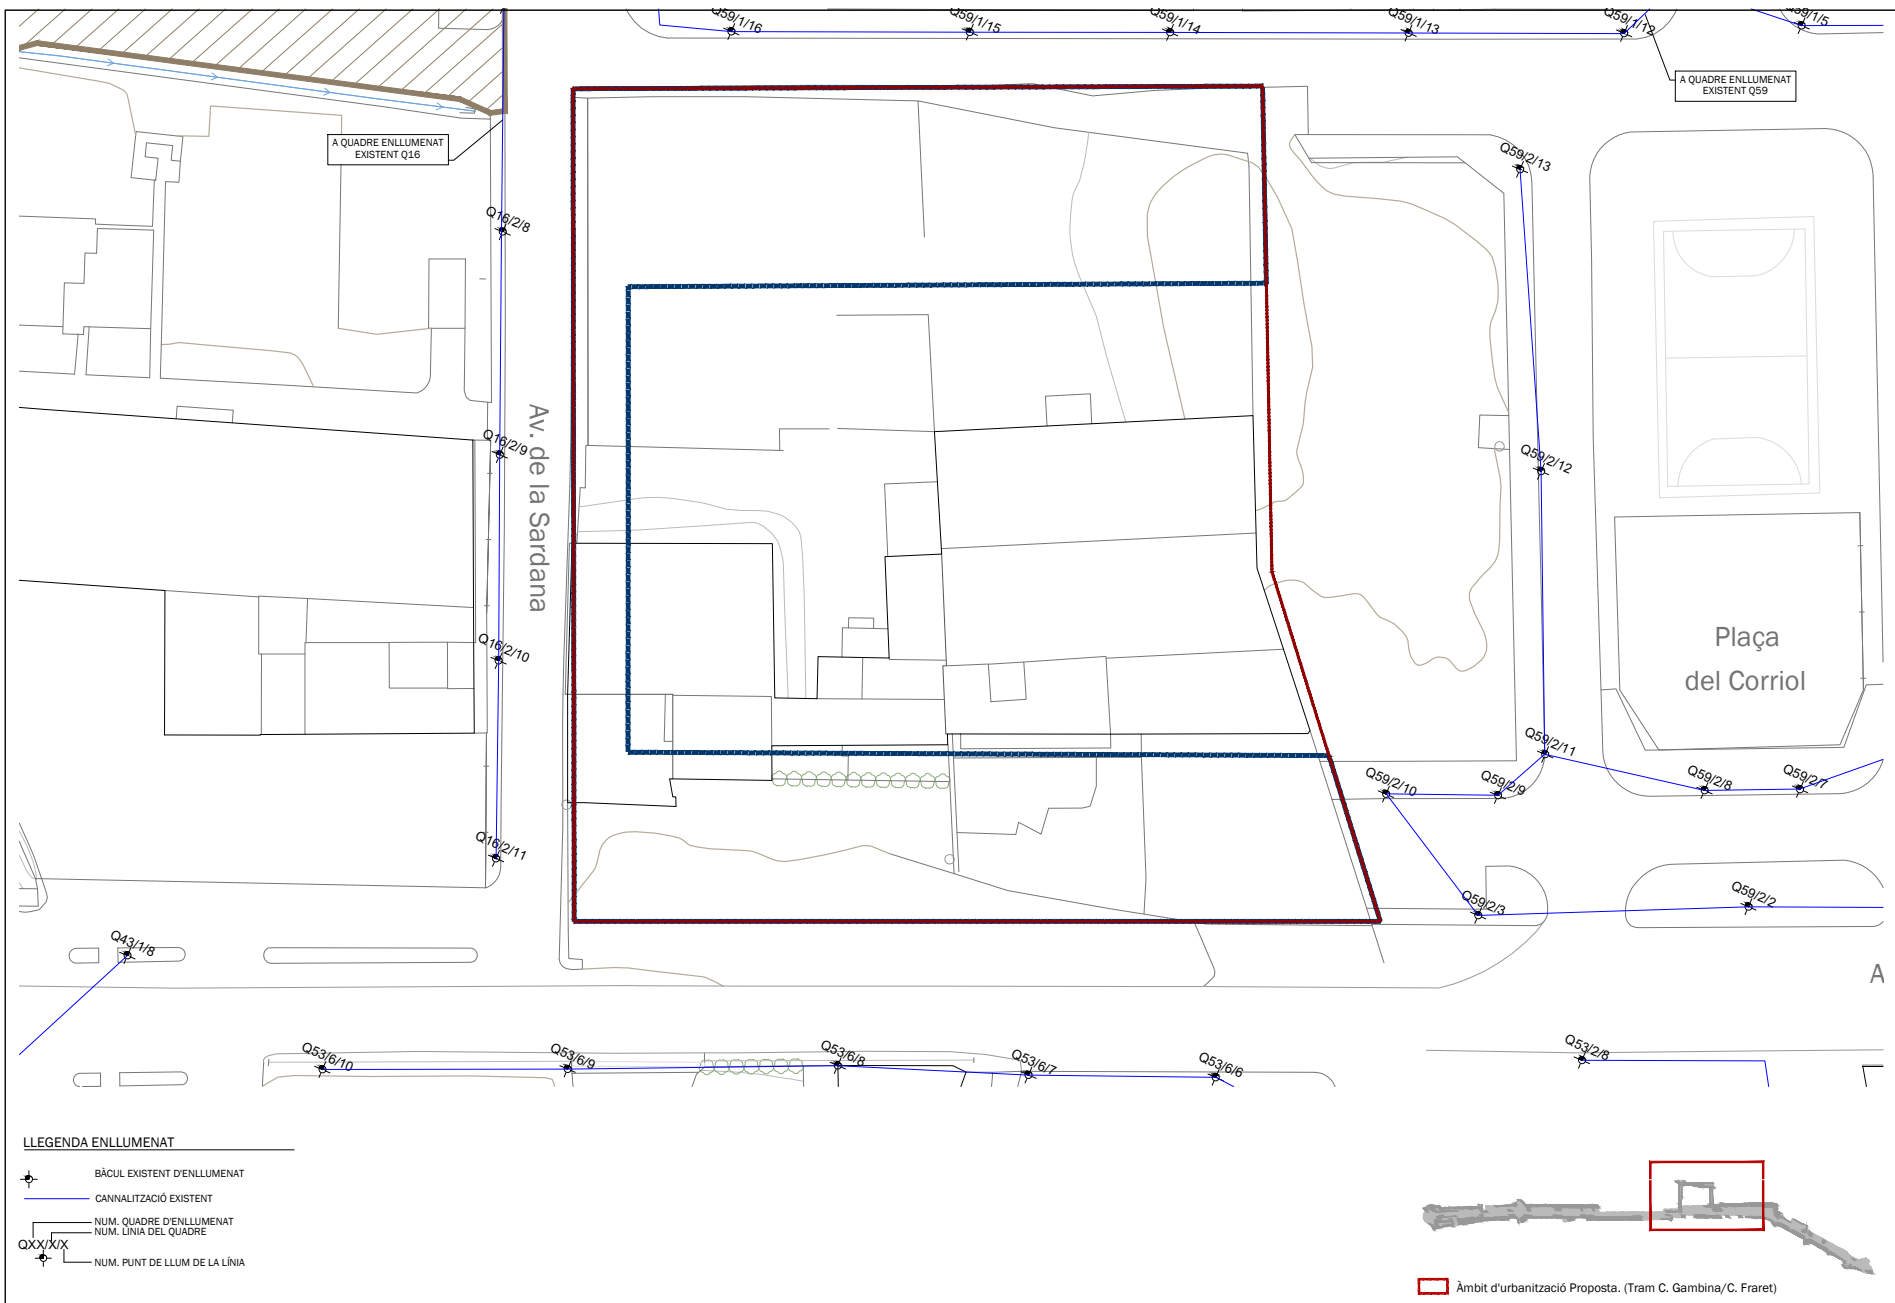 Q59/1/16
Q59/1/15
Q59/1/14
Q59/1/13
Q59/1/12
Q59/1/5
A QUADRE ENLLUMENAT
EXISTENT Q59
A QUADRE ENLLUMENAT
EXISTENT Q16
Q59/2/13
Q16/2/8
Av. de la Sardana
Q16/2/9
Q59/2/12
Q16/2/10
Plaça
del Corriol
Q59/2/11
Q59/2/10
Q59/2/9
Q59/2/8
Q59/2/7
Q16/2/11
Q59/2/3
Q59/2/2
Q43/1/8
A
Q53/6/10
Q53/6/9
Q53/6/8
Q53/6/7
Q53/6/6
Q53/2/8
LLEGENDA ENLLUMENAT
BÀCUL EXISTENT D'ENLLUMENAT
CANNALITZACIÓ EXISTENT
NUM. QUADRE D'ENLLUMENAT
NUM. LINIA DEL QUADRE
QXX/X/X
NUM. PUNT DE LLUM DE LA LÍNIA
Àmbit d'urbanització Proposta. (Tram C. Gambina/C. Fraret)